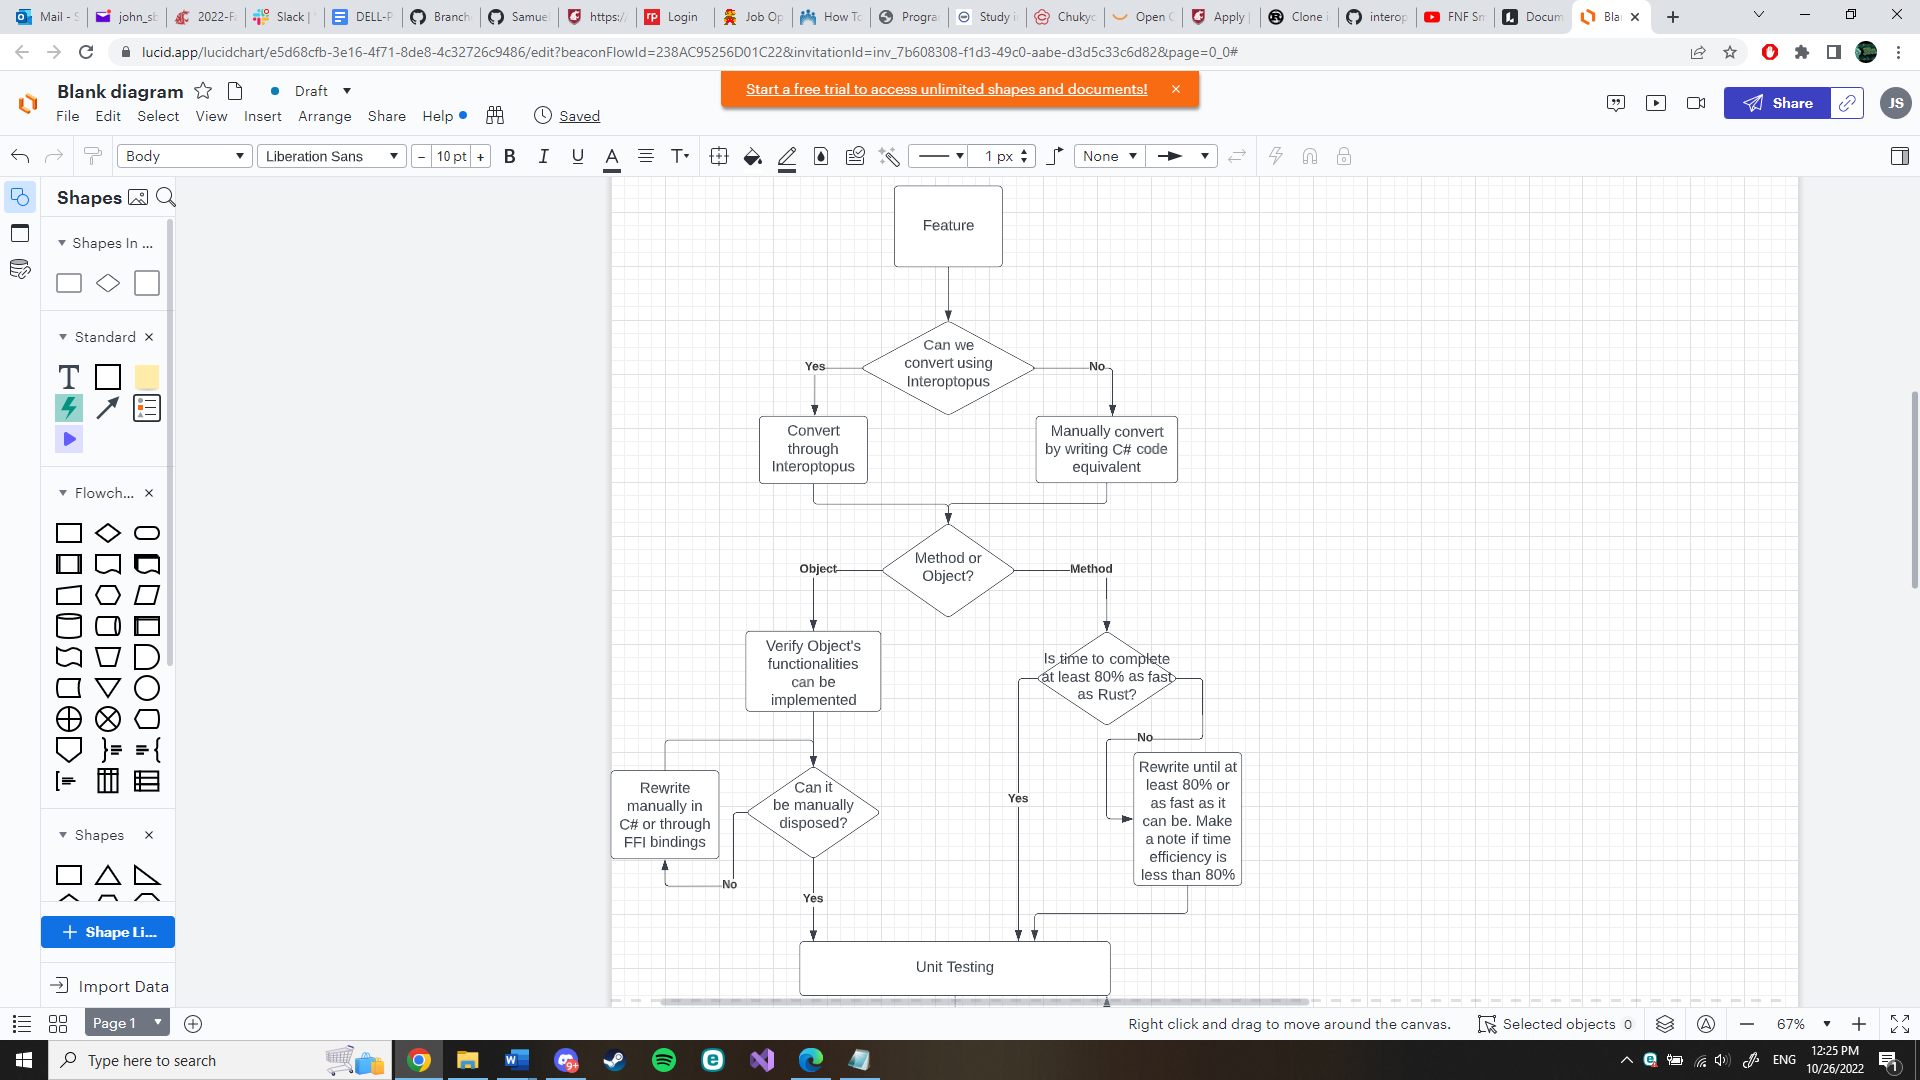 Mail - S
john_sb
2022-Fa
Slack |
DELL-P
Branch
Samuel
https:/
Login
Job Op
How To
Program
Study i
Chukyo
Open C
Apply |
Clone i
interop
FNF Sm
Docum
Bla
lucid.app/lucidchart/e5d68cfb-3e16-4f71-8de8-4c32726c9486/edit?beaconFlowId=238AC95256D01C22&invitationId=inv_7b608308-f1d3-49c0-aabe-d3d5c33c6d82&page=0_0#
Blank diagram
Draft
Start a free trial to access unlimited shapes and documents!
Share
JS
File Edit Select View Insert Arrange Share Help
Saved
Body
Liberation Sans
10 pt
B I U A T
1 px
None
Shapes
Shapes In ...
Standard
T
Flowch...
Shapes
Shape Li...
Import Data
Feature
Can we
convert using
Interoptopus
Yes
No
Convert
through
Interoptopus
Manually convert
by writing C# code
equivalent
Method or
Object?
Object
Method
Verify Object's
functionalities
can be
implemented
Is time to complete
at least 80% as fast
as Rust?
No
Rewrite
manually in
C# or through
FFI bindings
Can it
be manually
disposed?
Yes
Rewrite until at
least 80% or
as fast as it
can be. Make
a note if time
efficiency is
less than 80%
No
Yes
Unit Testing
Page 1
Right click and drag to move around the canvas.
Selected objects 0
67%
Type here to search
9+
ENG
12:25 PM
10/26/2022
1